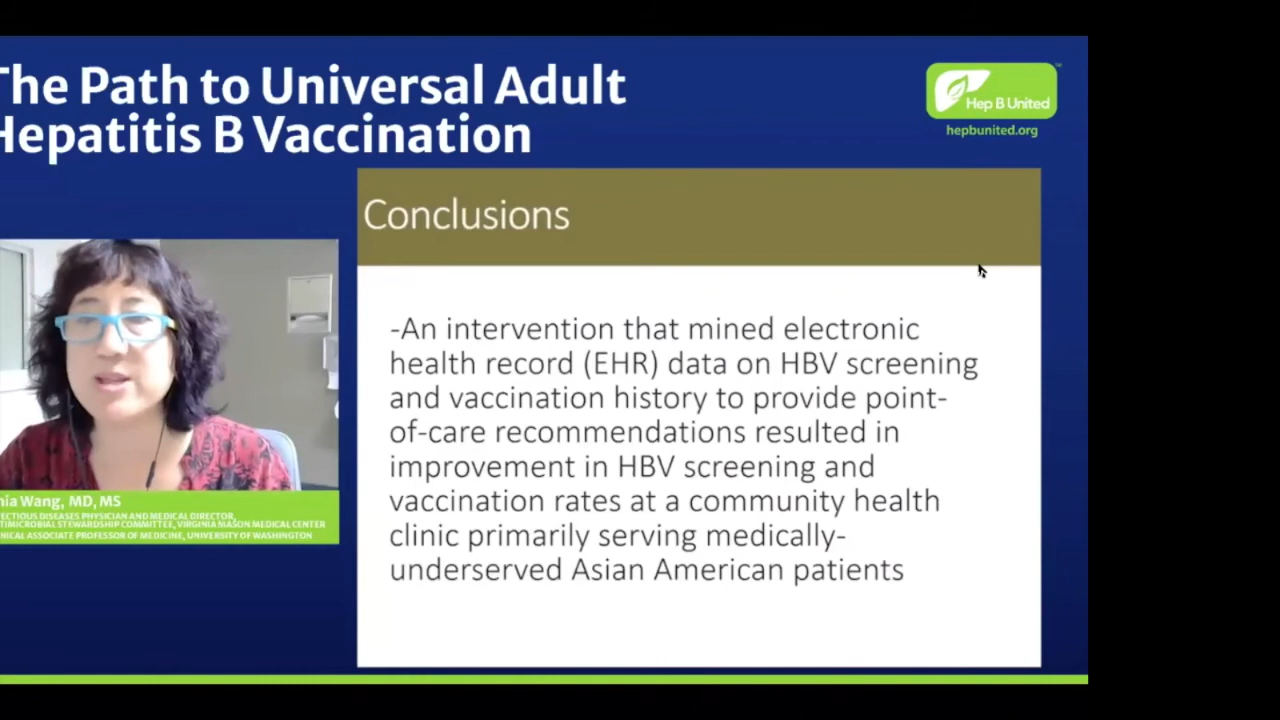 The Path to Universal Adult
Hepatitis B Vaccination
Hep B United
™
hepbunited.org
Conclusions
-An intervention that mined electronic
health record (EHR) data on HBV screening
and vaccination history to provide point-
of-care recommendations resulted in
improvement in HBV screening and
vaccination rates at a community health
clinic primarily serving medically-
underserved Asian American patients
Wang, MD, MS
PHYSICIAN AND MEDICAL DIRECTOR,
STEWARDSHIP COMMITTEE, VIRGINIA MASON MEDICAL CENTER
ASSOCIATE PROFESSOR OF MEDICINE, UNIVERSITY OF WASHINGTON